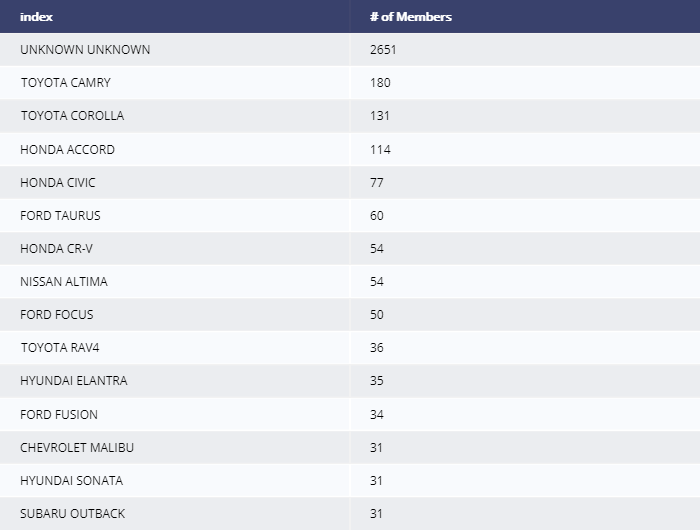 index # of Members
UNKNOWN UNKNOWN 2651
TOYOTA CAMRY 180
TOYOTA COROLLA 131
HONDA ACCORD 114
HONDA CIVIC 77
FORD TAURUS 60
HONDA CR-V 54
NISSAN ALTIMA 54
FORD FOCUS 50
TOYOTA RAV4 36
HYUNDAI ELANTRA 35
FORD FUSION 34
CHEVROLET MALIBU 31
HYUNDAI SONATA 31
SUBARU OUTBACK 31